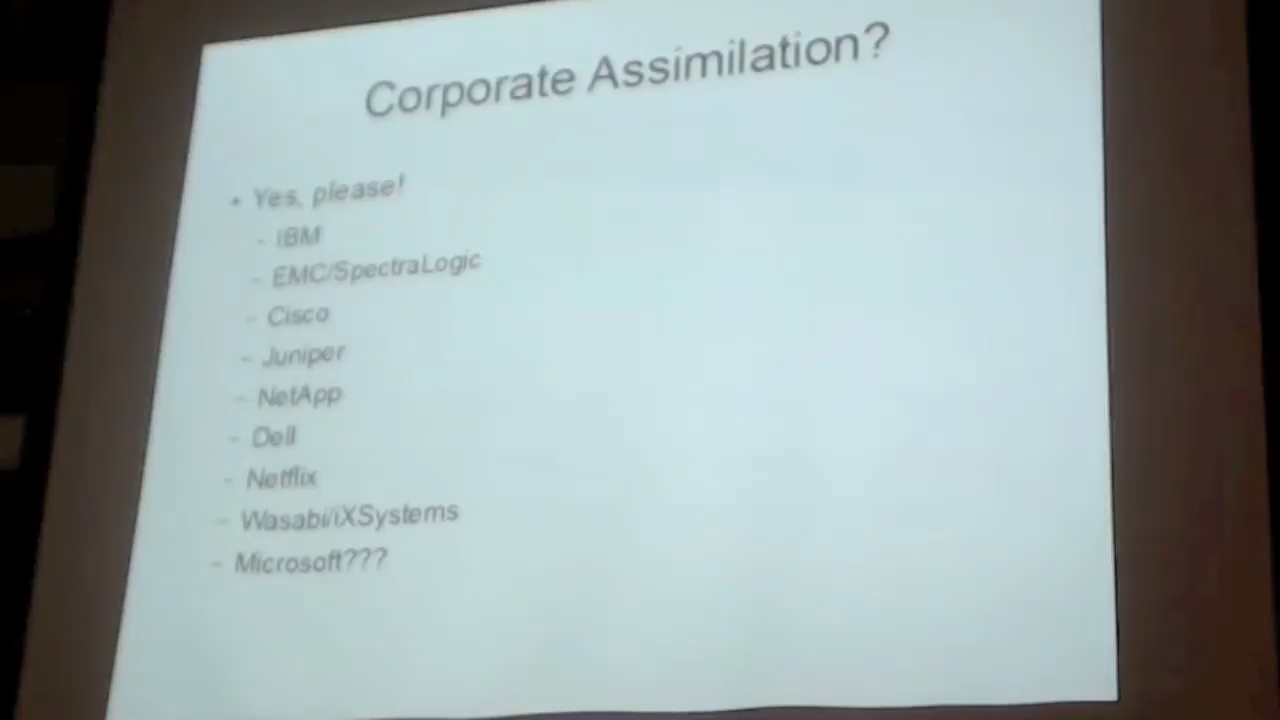 Corporate Assimilation?
• Yes, please!
- IBM
- EMC/SpectraLogic
- Cisco
- Juniper
- NetApp
- Dell
- Netflix
- Wasabi/iXSystems
- Microsoft???